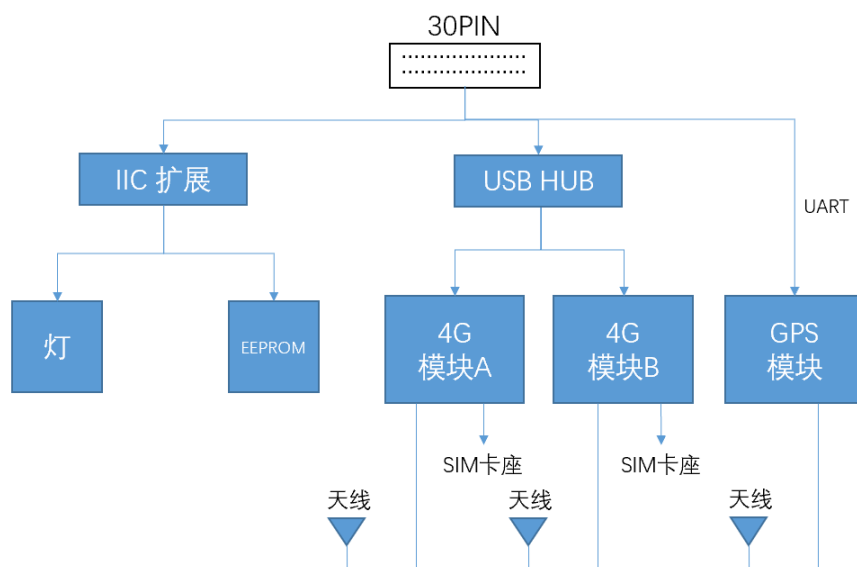 30PIN
IIC 扩展
USB HUB
UART
灯
EEPROM
4G
模块A
4G
模块B
GPS
模块
SIM卡座
SIM卡座
天线
天线
天线